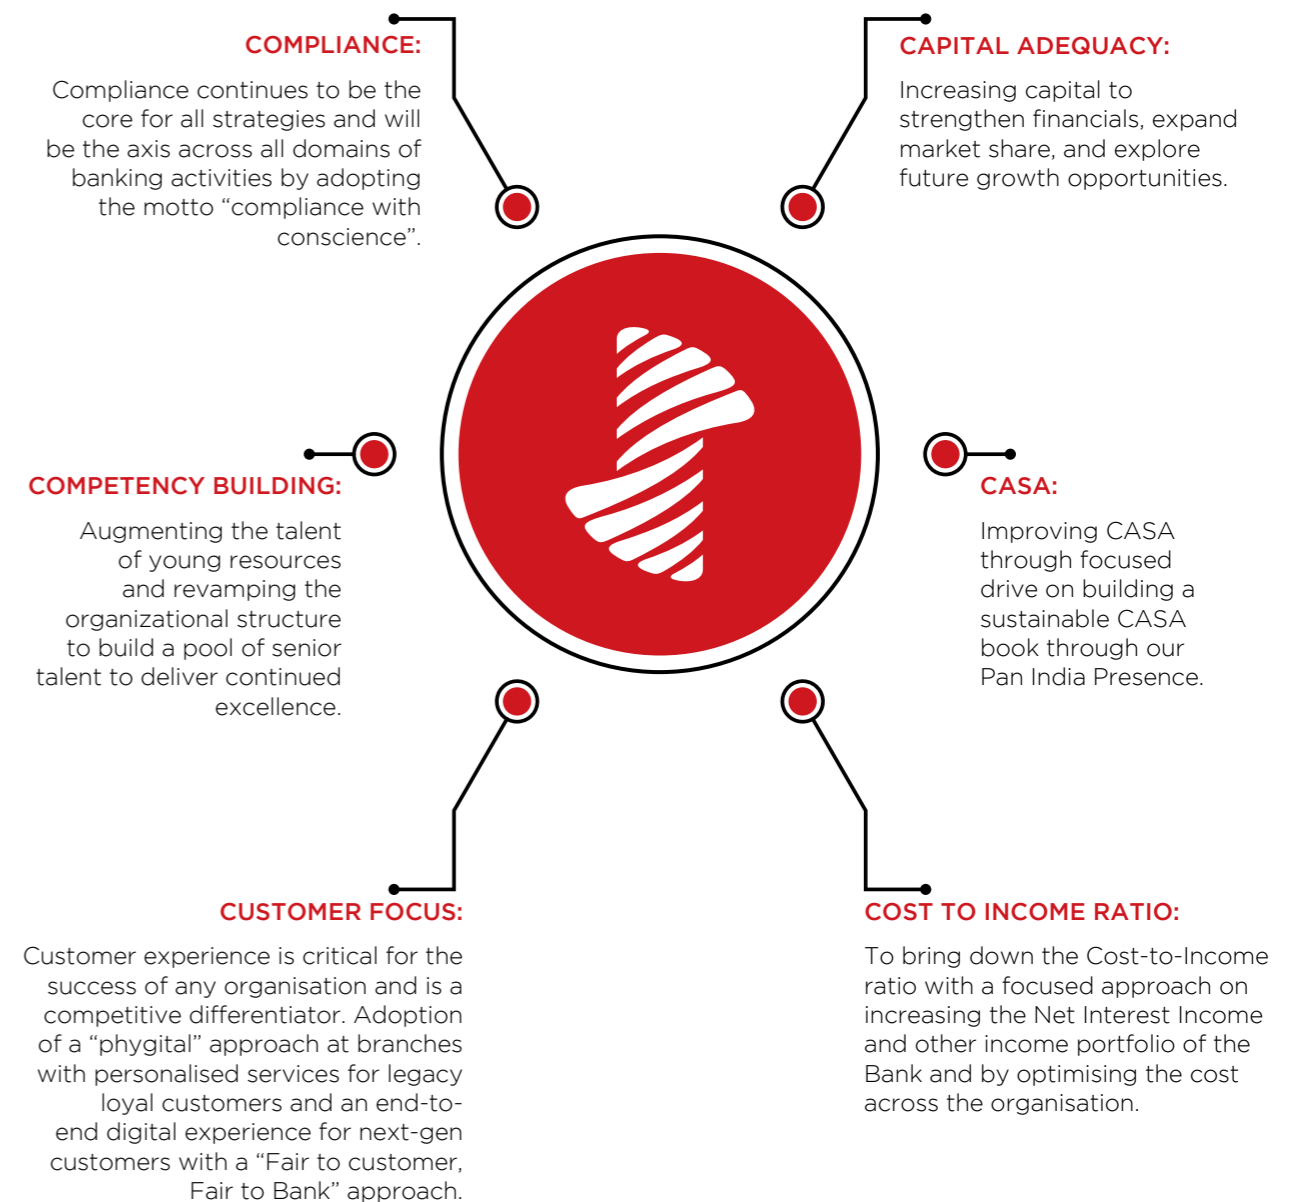 COMPLIANCE:
Compliance continues to be the
core for all strategies and will
be the axis across all domains of
banking activities by adopting
the motto “compliance with
conscience”.
CAPITAL ADEQUACY:
Increasing capital to
strengthen financials, expand
market share, and explore
future growth opportunities.
COMPETENCY BUILDING:
Augmenting the talent
of young resources
and revamping the
organizational structure
to build a pool of senior
talent to deliver continued
excellence.
CASA:
Improving CASA
through focused
drive on building a
sustainable CASA
book through our
Pan India Presence.
CUSTOMER FOCUS:
Customer experience is critical for the
success of any organisation and is a
competitive differentiator. Adoption
of a “phygital” approach at branches
with personalised services for legacy
loyal customers and an end-to-
end digital experience for next-gen
customers with a “Fair to customer,
Fair to Bank” approach.
COST TO INCOME RATIO:
To bring down the Cost-to-Income
ratio with a focused approach on
increasing the Net Interest Income
and other income portfolio of the
Bank and by optimising the cost
across the organisation.